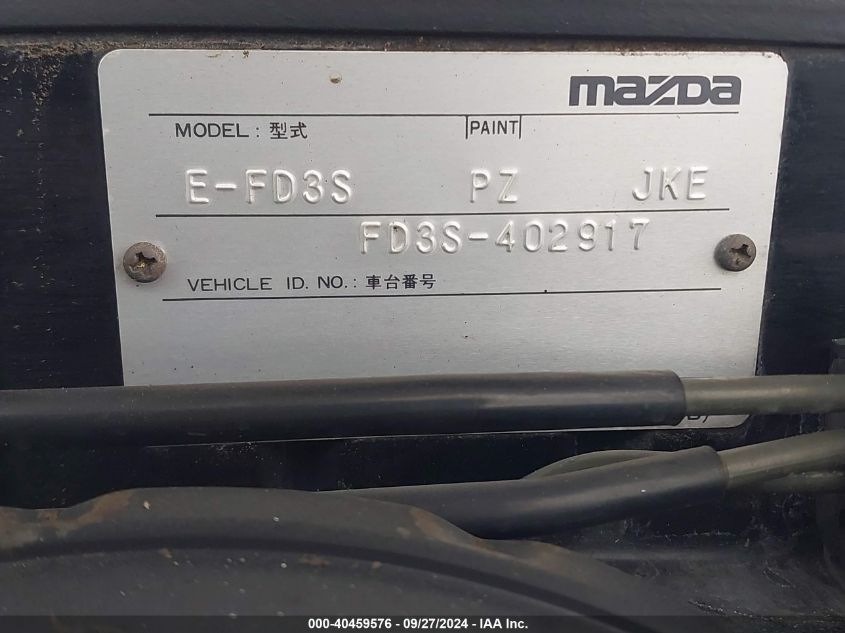 mazda
MODEL : 型式 PAINT
E-FD3S PZ JKE
FD3S-402917
VEHICLE ID. NO. : 車台番号
000-40459576 - 09/27/2024 - IAA Inc.